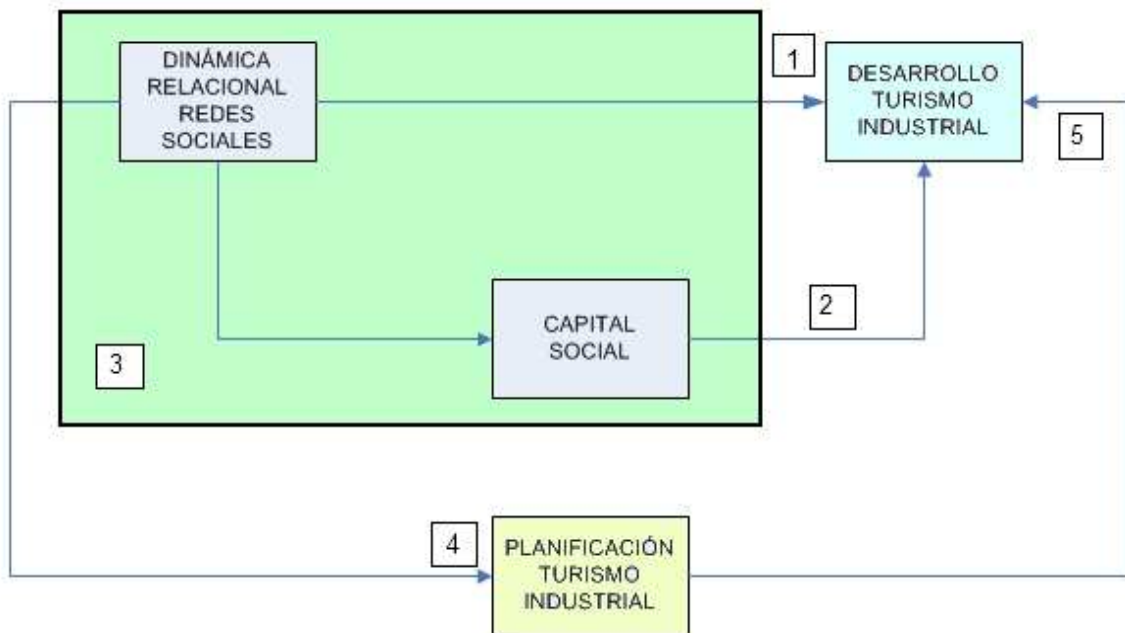 DINÁMICA
RELACIONAL
REDES
SOCIALES
1
DESARROLLO
TURISMO
INDUSTRIAL
5
CAPITAL
SOCIAL
2
3
4
PLANIFICACIÓN
TURISMO
INDUSTRIAL